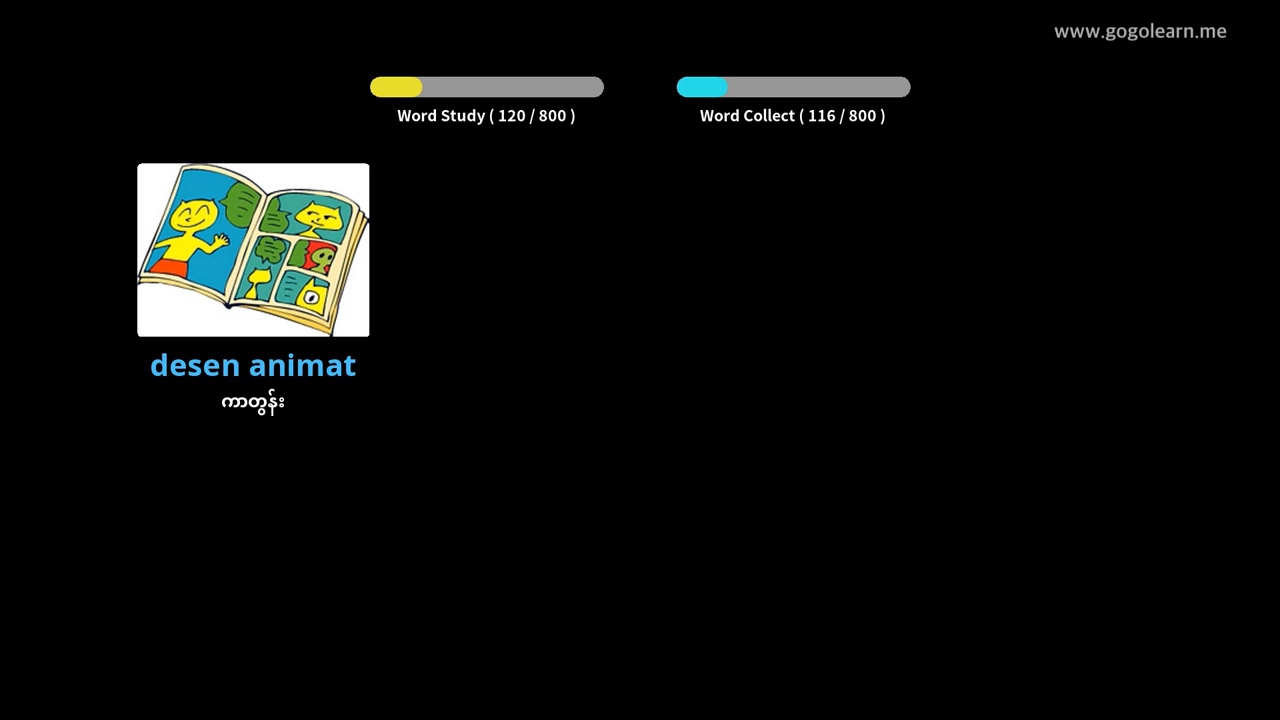 www.gogolearn.me
Word Study ( 120 / 800 )
Word Collect ( 116 / 800 )
desen animat
ကာတွန်း